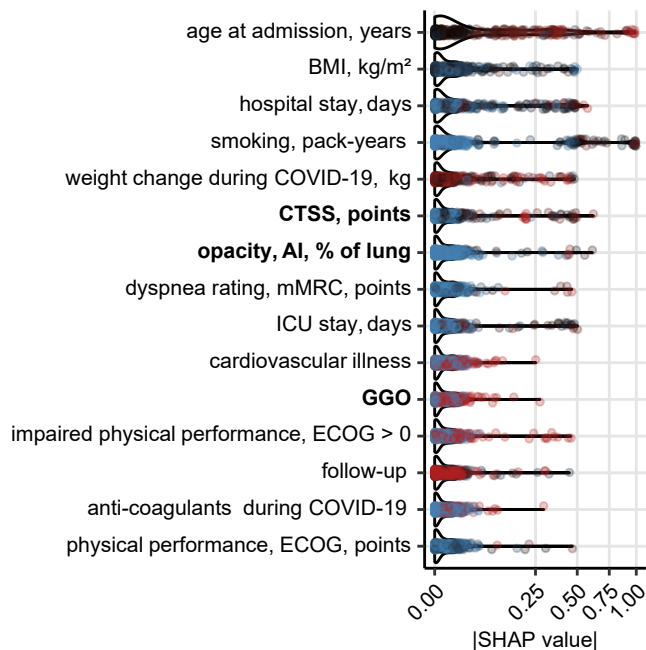 age at admission, years
BMI, kg/m²
hospital stay, days
smoking, pack-years
weight change during COVID-19, kg
CTSS, points
opacity, AI, % of lung
dyspnea rating, mMRC, points
ICU stay, days
cardiovascular illness
GGO
impaired physical performance, ECOG > 0
follow-up
anti-coagulants during COVID-19
physical performance, ECOG, points
0.00 0.25 0.50 0.75 1.00
|SHAP value|